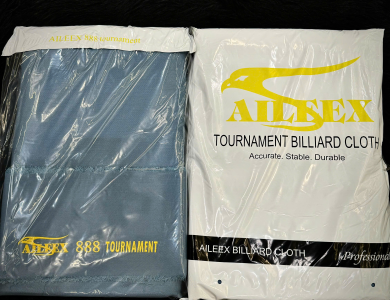 AILEEX
888 TOURNAMENT
AILEEX
TOURNAMENT BILLIARD CLOTH
Accurate. Stable. Durable
AILEEX BILLIARD CLOTH
Professional